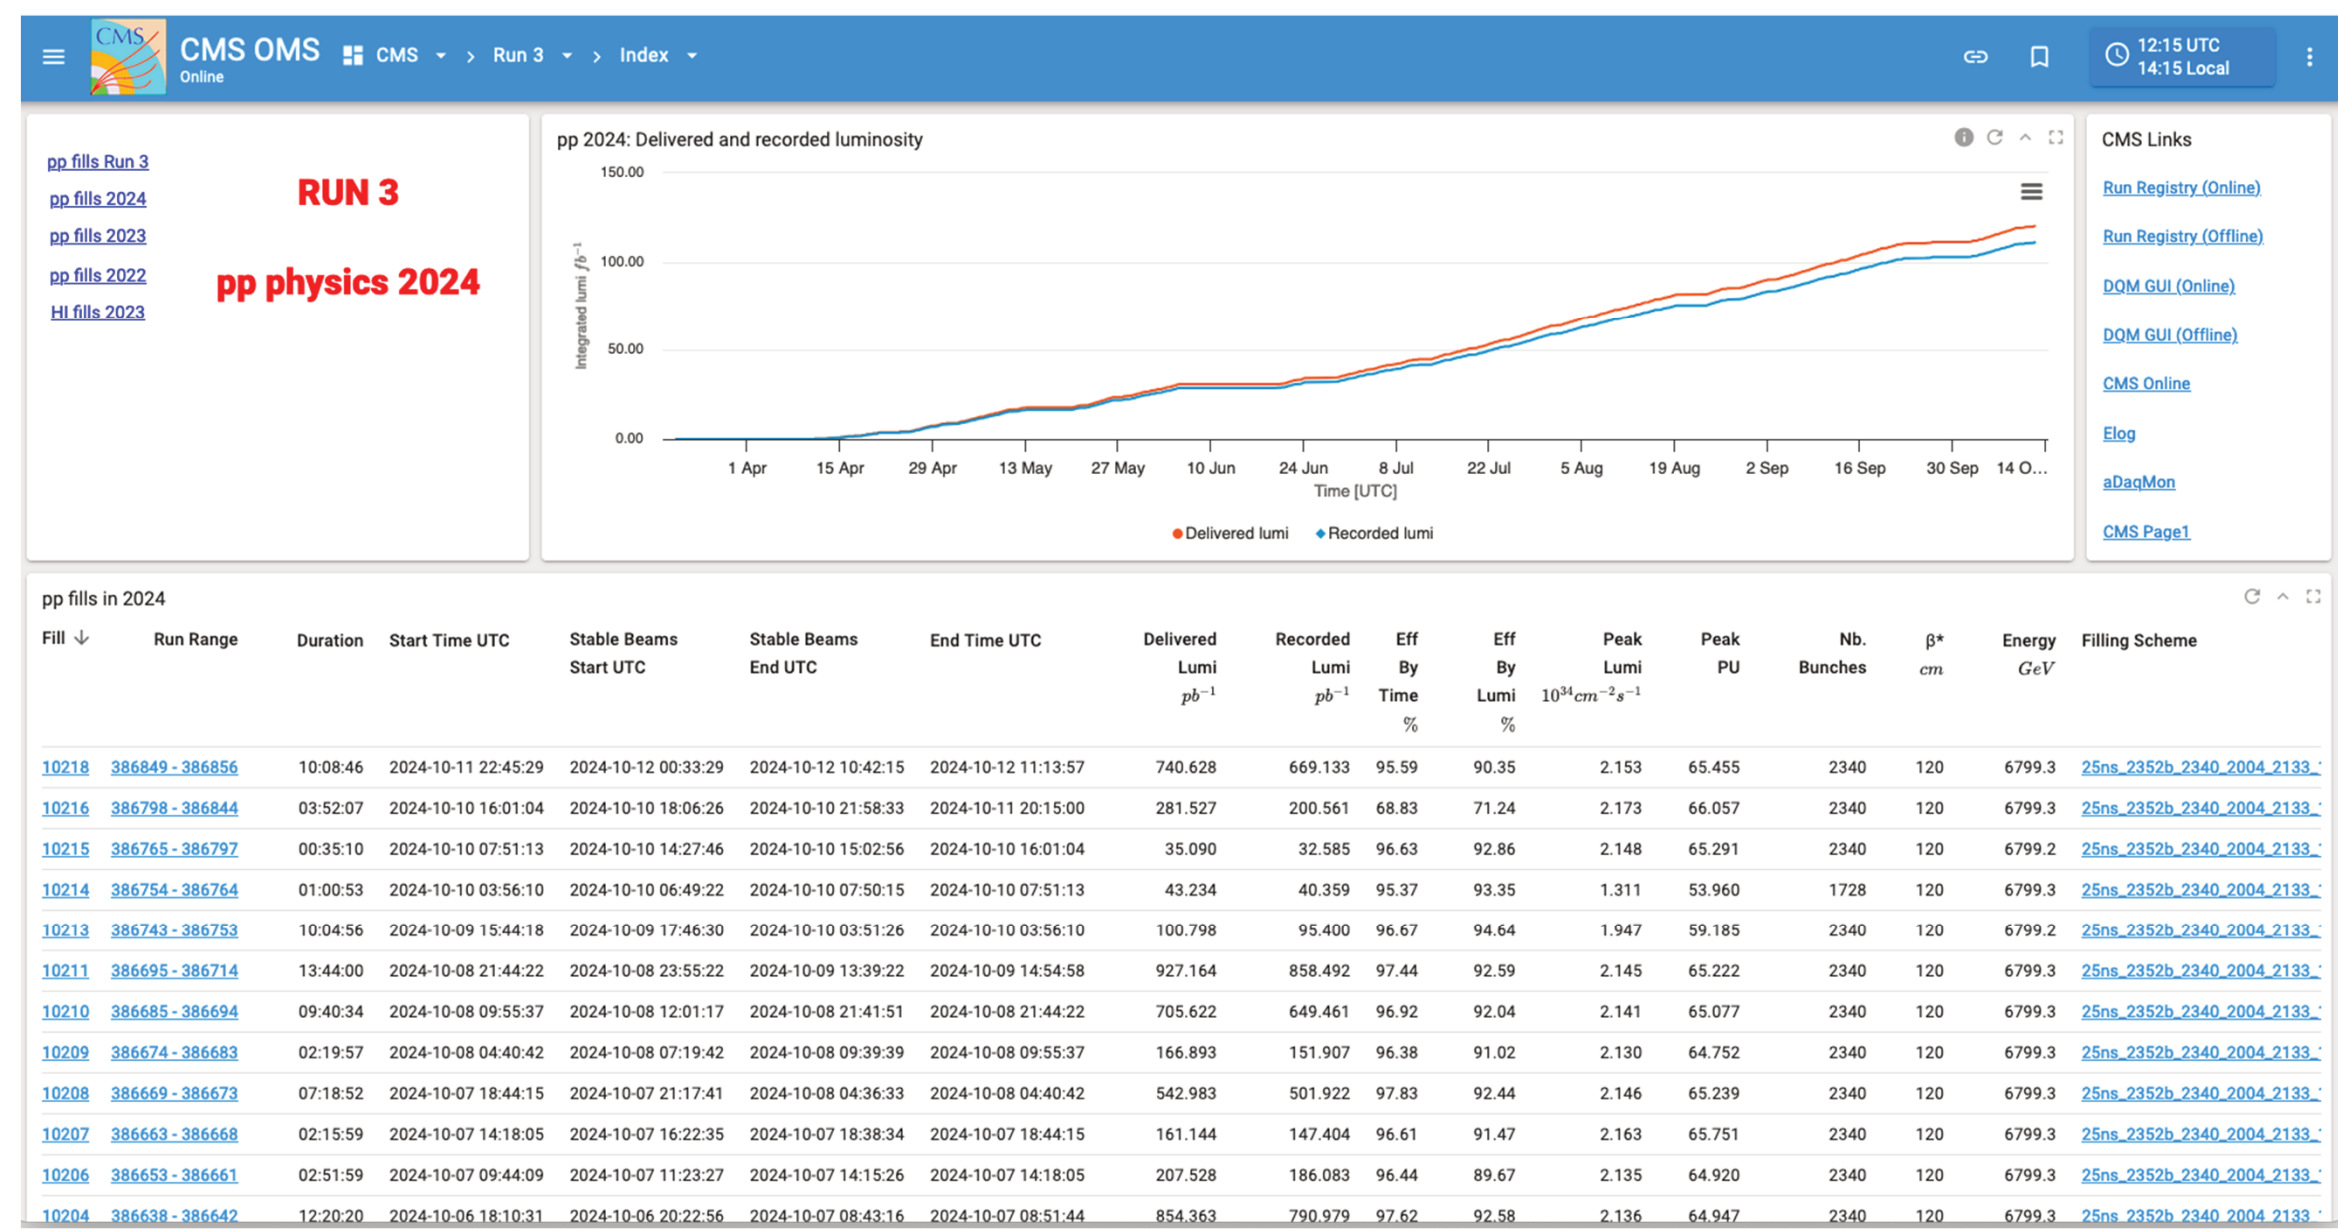 CMS
CMS OMS
Online
CMS > Run 3 > Index
12:15 UTC
14:15 Local
pp fills Run 3
pp fills 2024
pp fills 2023
pp fills 2022
HI fills 2023
RUN 3
pp physics 2024
pp 2024: Delivered and recorded luminosity
150.00
100.00
50.00
0.00
Integrated lumi fb⁻¹
1 Apr 15 Apr 29 Apr 13 May 27 May 10 Jun 24 Jun 8 Jul 22 Jul 5 Aug 19 Aug 2 Sep 16 Sep 30 Sep 14 O...
Time [UTC]
Delivered lumi Recorded lumi
CMS Links
Run Registry (Online)
Run Registry (Offline)
DQM GUI (Online)
DQM GUI (Offline)
CMS Online
Elog
aDaqMon
CMS Page1
pp fills in 2024
Fill Run Range Duration Start Time UTC Stable Beams Stable Beams End Time UTC Delivered Recorded Eff Eff Peak Peak Nb. β* Energy Filling Scheme
Start UTC End UTC Lumi Lumi By By Lumi PU Bunches cm GeV
pb⁻¹ pb⁻¹ Time Lumi 10³⁴cm⁻²s⁻¹
% %
10218 386849 - 386856 10:08:46 2024-10-11 22:45:29 2024-10-12 00:33:29 2024-10-12 10:42:15 2024-10-12 11:13:57 740.628 669.133 95.59 90.35 2.153 65.455 2340 120 6799.3 25ns_2352b_2340_2004_2133_
10216 386798 - 386844 03:52:07 2024-10-10 16:01:04 2024-10-10 18:06:26 2024-10-10 21:58:33 2024-10-11 20:15:00 281.527 200.561 68.83 71.24 2.173 66.057 2340 120 6799.3 25ns_2352b_2340_2004_2133_
10215 386765 - 386797 00:35:10 2024-10-10 07:51:13 2024-10-10 14:27:46 2024-10-10 15:02:56 2024-10-10 16:01:04 35.090 32.585 96.63 92.86 2.148 65.291 2340 120 6799.2 25ns_2352b_2340_2004_2133_
10214 386754 - 386764 01:00:53 2024-10-10 03:56:10 2024-10-10 06:49:22 2024-10-10 07:50:15 2024-10-10 07:51:13 43.234 40.359 95.37 93.35 1.311 53.960 1728 120 6799.3 25ns_2352b_2340_2004_2133_
10213 386743 - 386753 10:04:56 2024-10-09 15:44:18 2024-10-09 17:46:30 2024-10-10 03:51:26 2024-10-10 03:56:10 100.798 95.400 96.67 94.64 1.947 59.185 2340 120 6799.2 25ns_2352b_2340_2004_2133_
10211 386695 - 386714 13:44:00 2024-10-08 21:44:22 2024-10-08 23:55:22 2024-10-09 13:39:22 2024-10-09 14:54:58 927.164 858.492 97.44 92.59 2.145 65.222 2340 120 6799.3 25ns_2352b_2340_2004_2133_
10210 386685 - 386694 09:40:34 2024-10-08 09:55:37 2024-10-08 12:01:17 2024-10-08 21:41:51 2024-10-08 21:44:22 705.622 649.461 96.92 92.04 2.141 65.077 2340 120 6799.3 25ns_2352b_2340_2004_2133_
10209 386674 - 386683 02:19:57 2024-10-08 04:40:42 2024-10-08 07:19:42 2024-10-08 09:39:39 2024-10-08 09:55:37 166.893 151.907 96.38 91.02 2.130 64.752 2340 120 6799.3 25ns_2352b_2340_2004_2133_
10208 386669 - 386673 07:18:52 2024-10-07 18:44:15 2024-10-07 21:17:41 2024-10-08 04:36:33 2024-10-08 04:40:42 542.983 501.922 97.83 92.44 2.146 65.239 2340 120 6799.3 25ns_2352b_2340_2004_2133_
10207 386663 - 386668 02:15:59 2024-10-07 14:18:05 2024-10-07 16:22:35 2024-10-07 18:38:34 2024-10-07 18:44:15 161.144 147.404 96.61 91.47 2.163 65.751 2340 120 6799.3 25ns_2352b_2340_2004_2133_
10206 386653 - 386661 02:51:59 2024-10-07 09:44:09 2024-10-07 11:23:27 2024-10-07 14:15:26 2024-10-07 14:18:05 207.528 186.083 96.44 89.67 2.135 64.920 2340 120 6799.3 25ns_2352b_2340_2004_2133_
10204 386638 - 386642 12:20:20 2024-10-06 18:10:31 2024-10-06 20:22:56 2024-10-07 08:43:16 2024-10-07 08:51:44 854.363 790.979 97.62 92.58 2.136 64.947 2340 120 6799.3 25ns_2352b_2340_2004_2133_